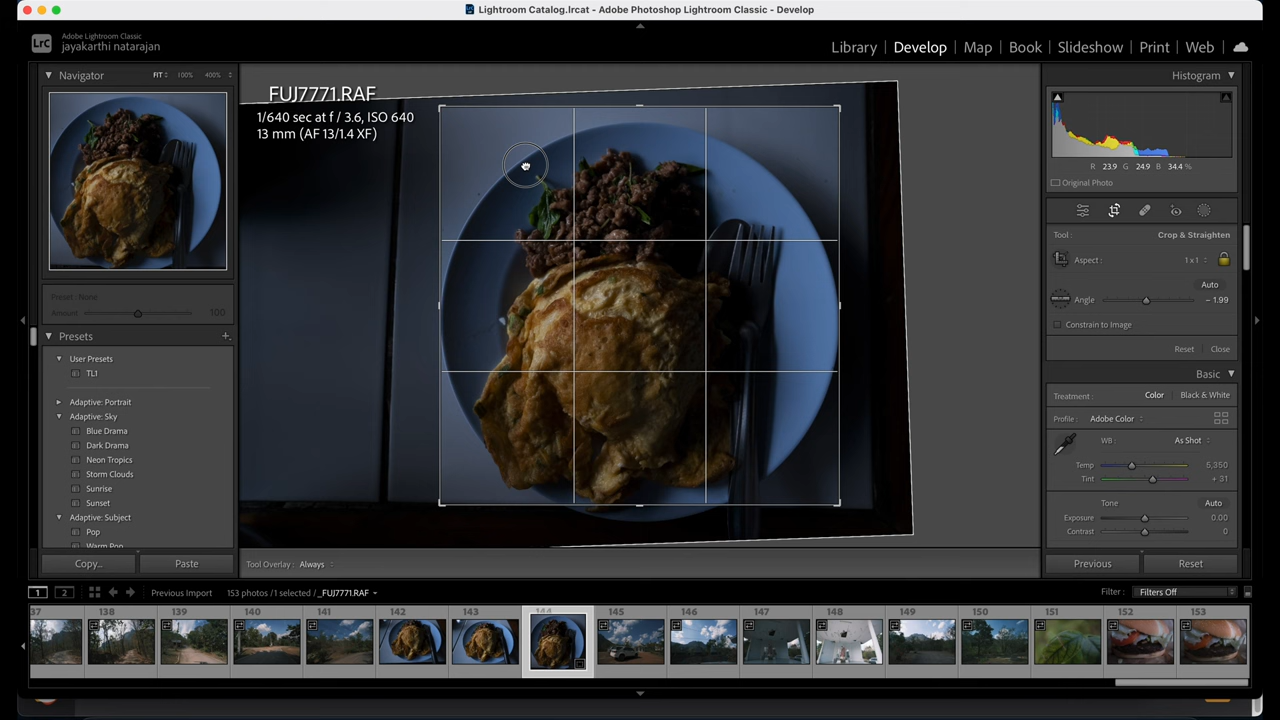 Lightroom Catalog.lrcat - Adobe Photoshop Lightroom Classic - Develop
LrC
Adobe Lightroom Classic
jayakarthi natarajan
Library | Develop | Map | Book | Slideshow | Print | Web
Navigator FIT 100% 400%
Preset : None
Amount 100
Presets +
User Presets
TL1
Adaptive: Portrait
Adaptive: Sky
Blue Drama
Dark Drama
Neon Tropics
Storm Clouds
Sunrise
Sunset
Adaptive: Subject
Pop
Warm Pop
Copy... Paste
FUJ7771.RAF
1/640 sec at f / 3.6, ISO 640
13 mm (AF 13/1.4 XF)
Tool Overlay : Always
Histogram
R 23.9 G 24.9 B 34.4 %
Original Photo
Tool : Crop & Straighten
Aspect : 1 x 1
Auto
Angle - 1.99
Constrain to Image
Reset Close
Basic
Treatment : Color Black & White
Profile : Adobe Color
WB : As Shot
Temp 5,350
Tint + 31
Tone Auto
Exposure 0.00
Contrast 0
Previous Reset
1 2 Previous Import 153 photos / 1 selected / _FUJ7771.RAF Filter : Filters Off
37 138 139 140 141 142 143 144 145 146 147 148 149 150 151 152 153